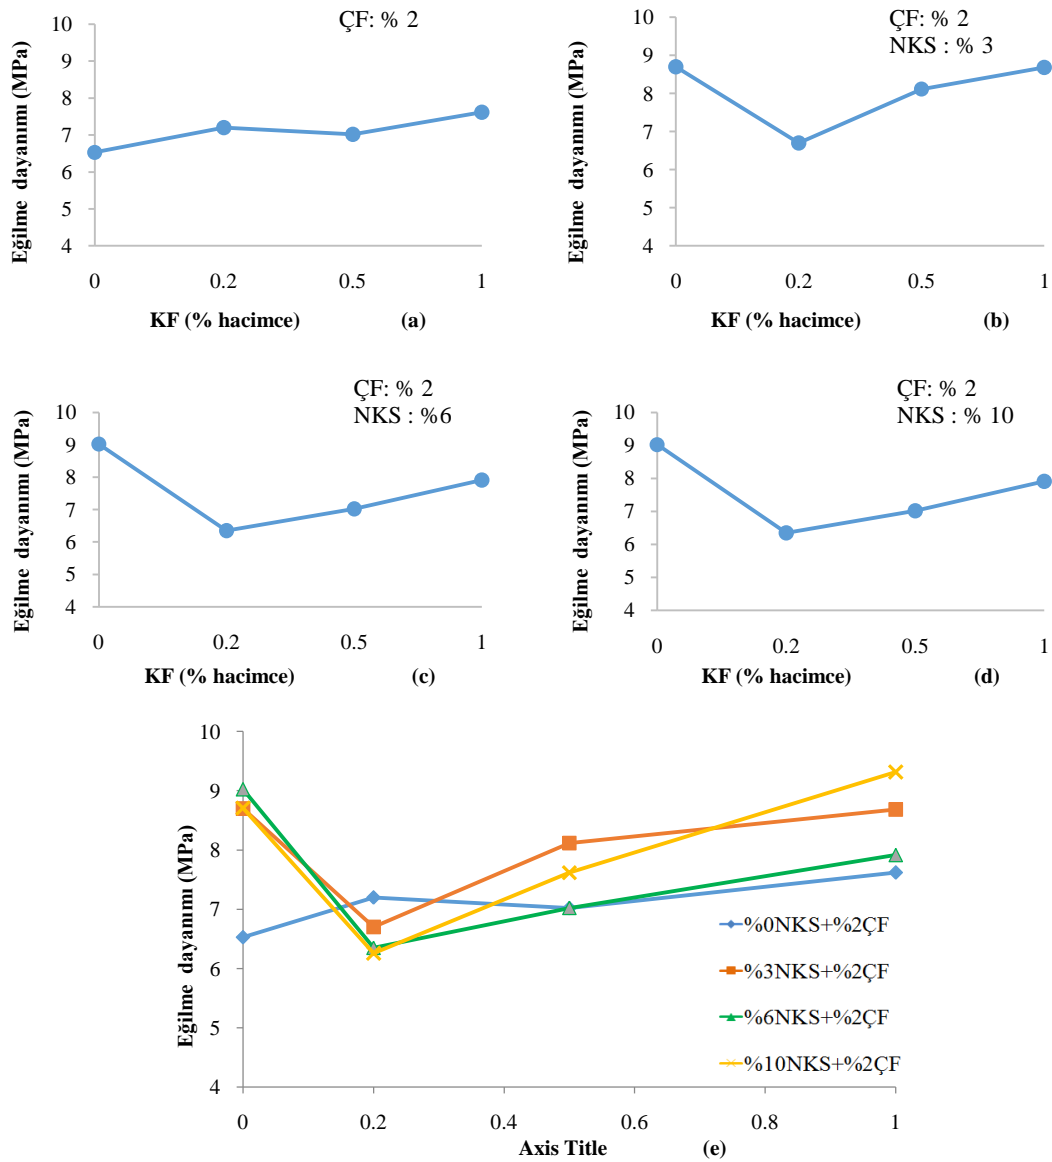 ÇF: % 2
10
9
8
7
6
5
4
Eğilme dayanımı (MPa)
0
0.2
0.5
1
KF (% hacimce)
(a)
ÇF: % 2
NKS : % 3
10
9
8
7
6
5
4
Eğilme dayanımı (MPa)
0
0.2
0.5
1
KF (% hacimce)
(b)
ÇF: % 2
NKS : %6
10
9
8
7
6
5
4
Eğilme dayanımı (MPa)
0
0.2
0.5
1
KF (% hacimce)
(c)
ÇF: % 2
NKS : % 10
10
9
8
7
6
5
4
Eğilme dayanımı (MPa)
0
0.2
0.5
1
KF (% hacimce)
(d)
10
9
8
7
6
5
4
Eğilme dayanımı (MPa)
%0NKS+%2ÇF
%3NKS+%2ÇF
%6NKS+%2ÇF
%10NKS+%2ÇF
0
0.2
0.4
0.6
0.8
1
Axis Title
(e)